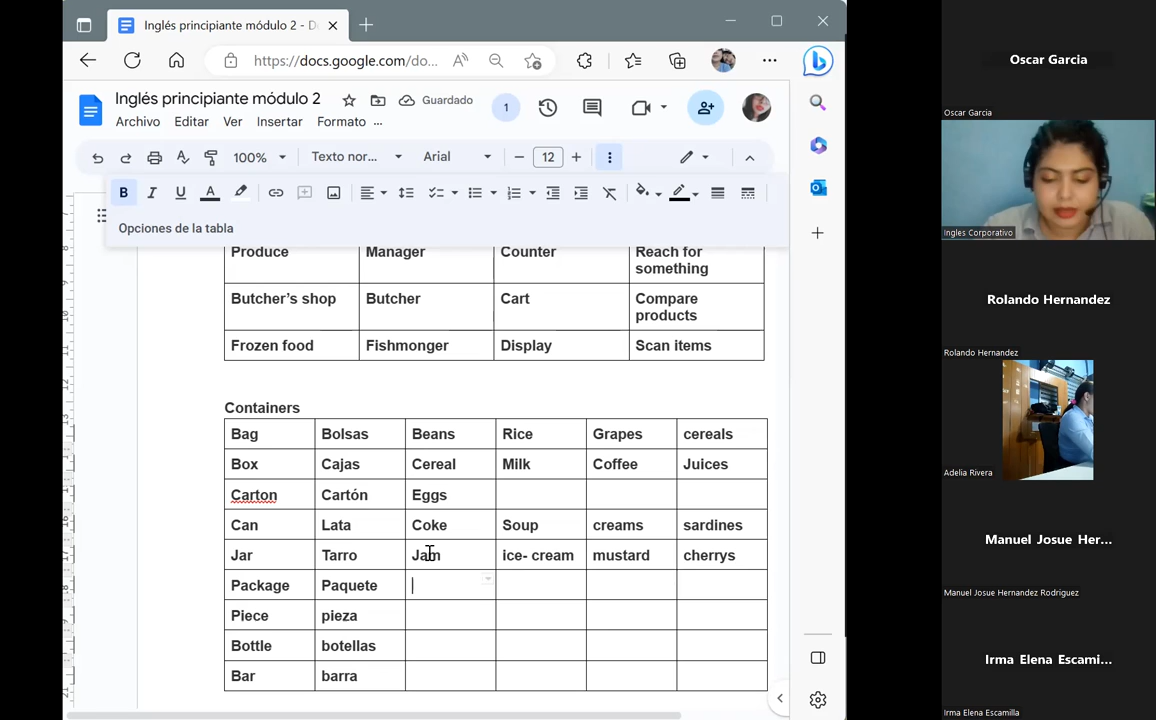 Inglés principiante módulo 2 - D
https://docs.google.com/do...
Inglés principiante módulo 2
Guardado
1
Archivo Editar Ver Insertar Formato ...
100% Texto nor... Arial 12
B I U A
Opciones de la tabla
Produce Manager Counter Reach for something
Butcher’s shop Butcher Cart Compare products
Frozen food Fishmonger Display Scan items
Containers
Bag Bolsas Beans Rice Grapes cereals
Box Cajas Cereal Milk Coffee Juices
Carton Cartón Eggs
Can Lata Coke Soup creams sardines
Jar Tarro Jam ice- cream mustard cherrys
Package Paquete
Piece pieza
Bottle botellas
Bar barra
Oscar Garcia
Oscar Garcia
Ingles Corporativo
Rolando Hernandez
Rolando Hernandez
Adelia Rivera
Manuel Josue Her...
Manuel Josue Hernandez Rodriguez
Irma Elena Escami...
Irma Elena Escamilla